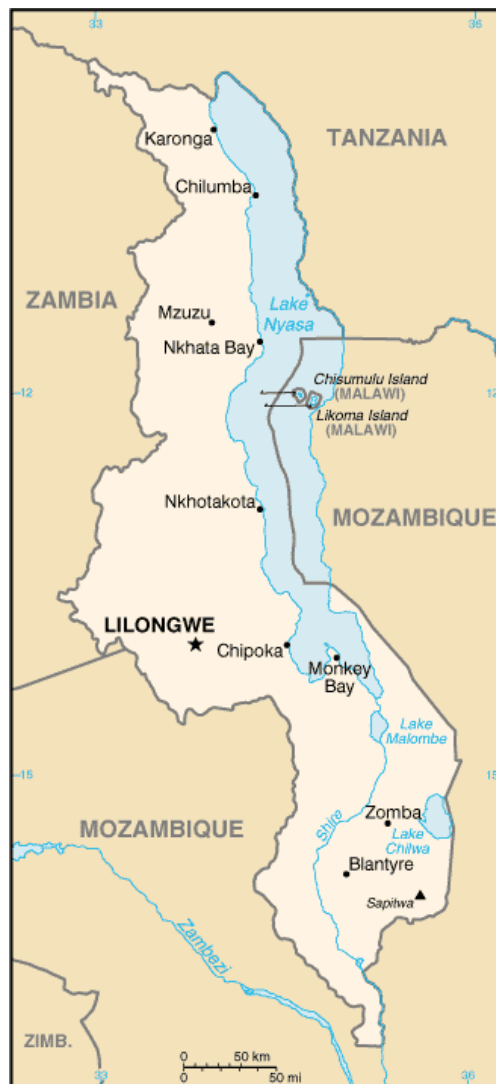 33
36
Karonga
TANZANIA
Chilumba
ZAMBIA
Lake
Nyasa
Mzuzu
Nkhata Bay
Chisumulu Island
(MALAWI)
12
12
Likoma Island
(MALAWI)
Nkhotakota
MOZAMBIQUE
LILONGWE
Chipoka
Monkey
Bay
Lake
Malombe
15
15
Zomba
MOZAMBIQUE
Shire
Lake
Chilwa
Blantyre
Sapitwa
Zambezi
ZIMB.
0 50 km
0 50 mi
33
36